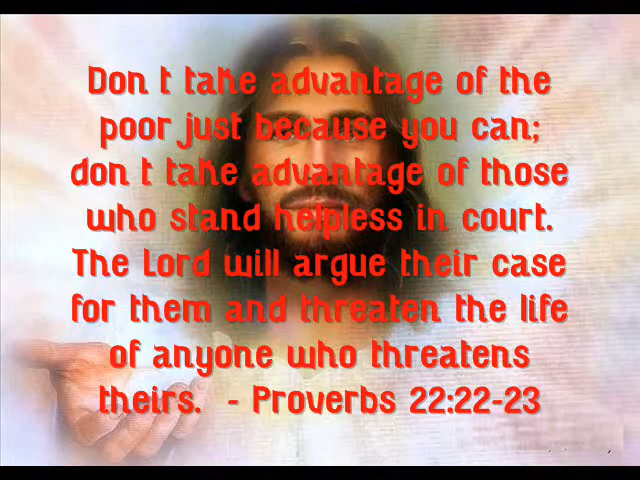 Don t take advantage of the
poor just because you can;
don t take advantage of those
who stand helpless in court.
The Lord will argue their case
for them and threaten the life
of anyone who threatens
theirs. - Proverbs 22:22-23